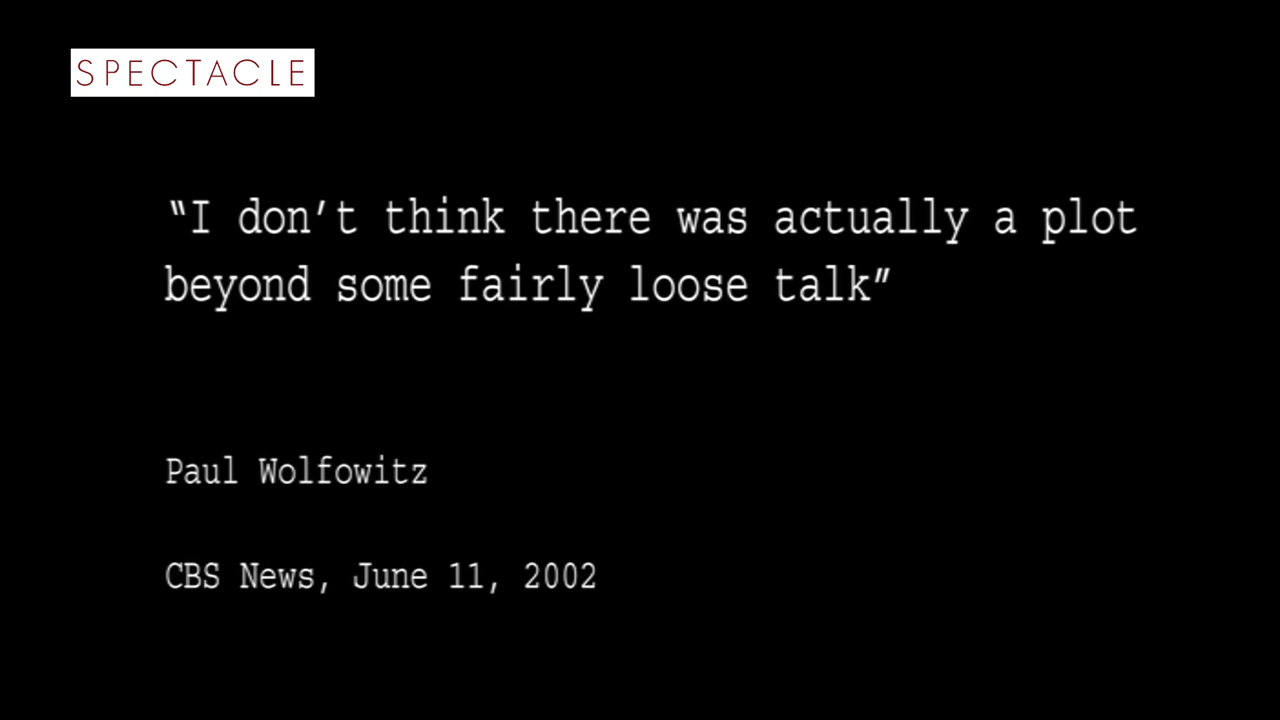 SPECTACLE
“I don’t think there was actually a plot
beyond some fairly loose talk”
Paul Wolfowitz
CBS News, June 11, 2002